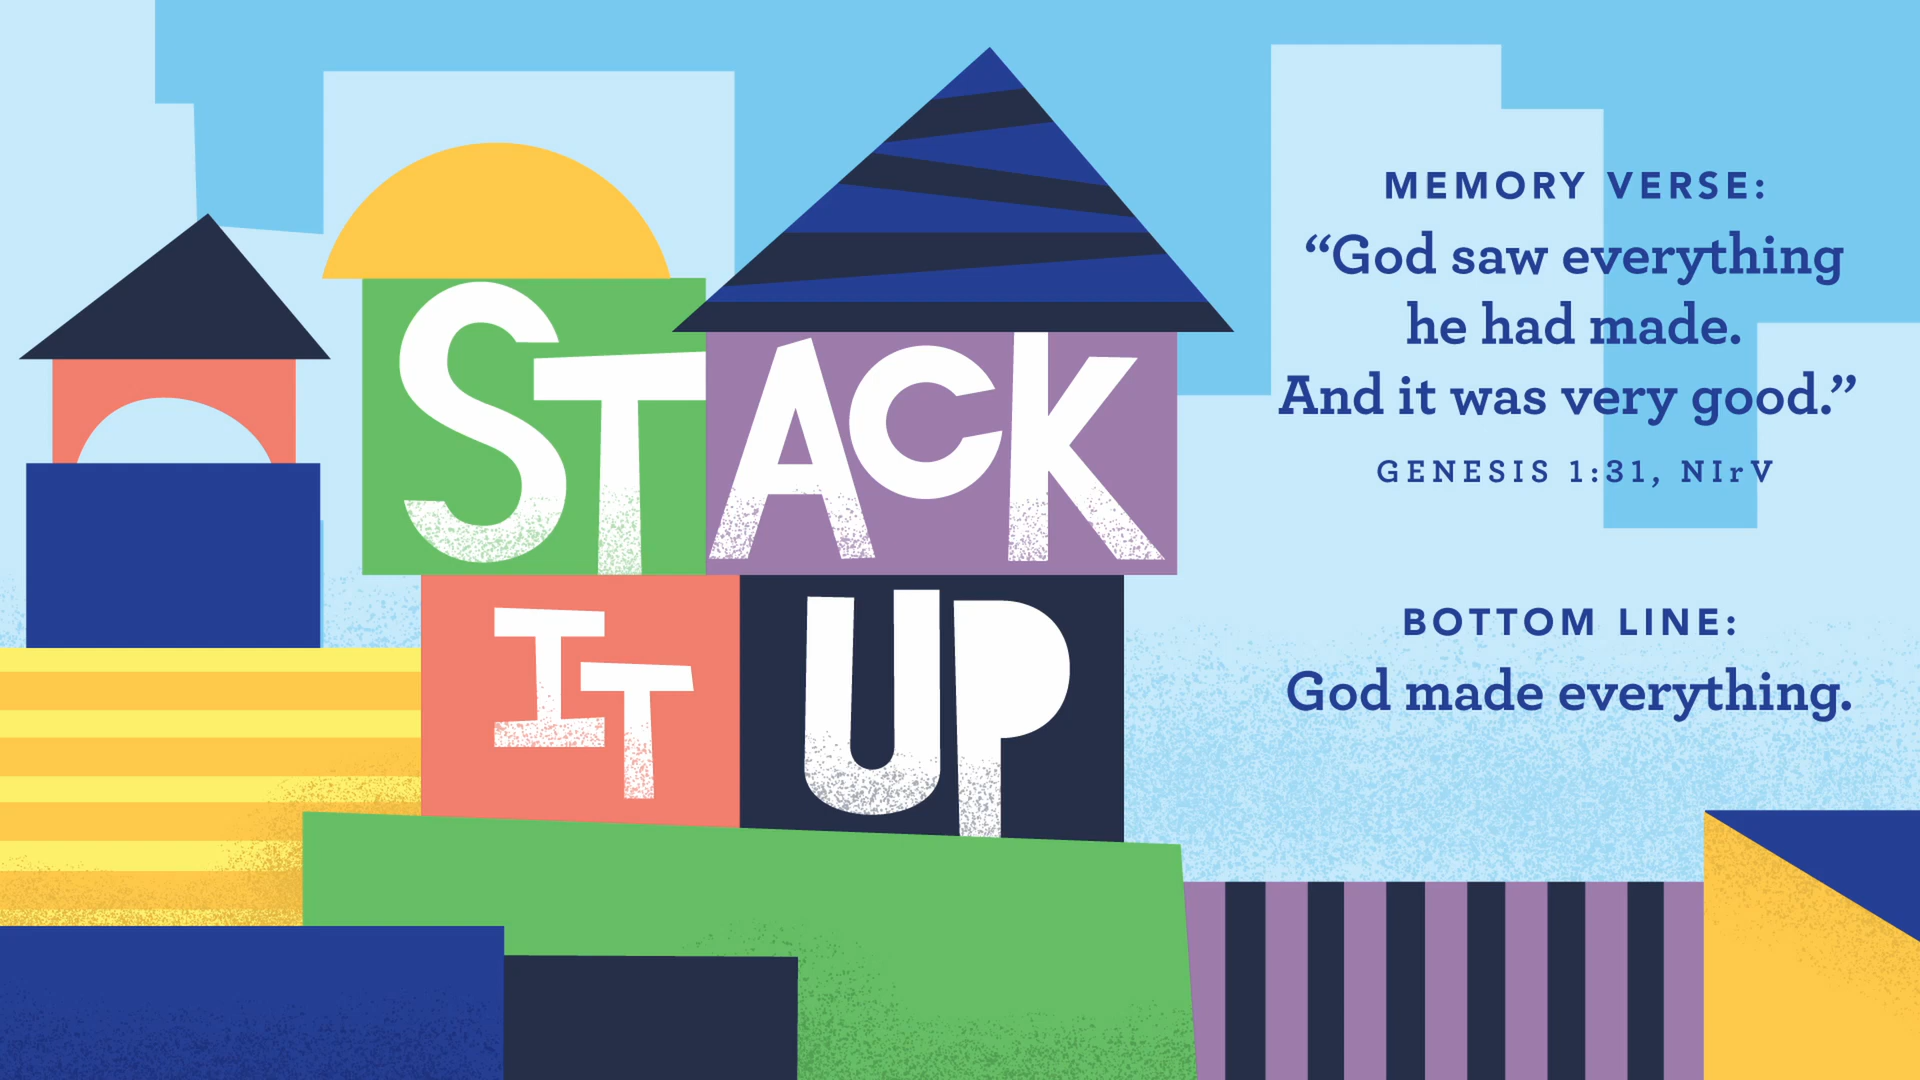 STACK
IT UP
MEMORY VERSE:
“God saw everything
he had made.
And it was very good.”
GENESIS 1:31, NIrV
BOTTOM LINE:
God made everything.